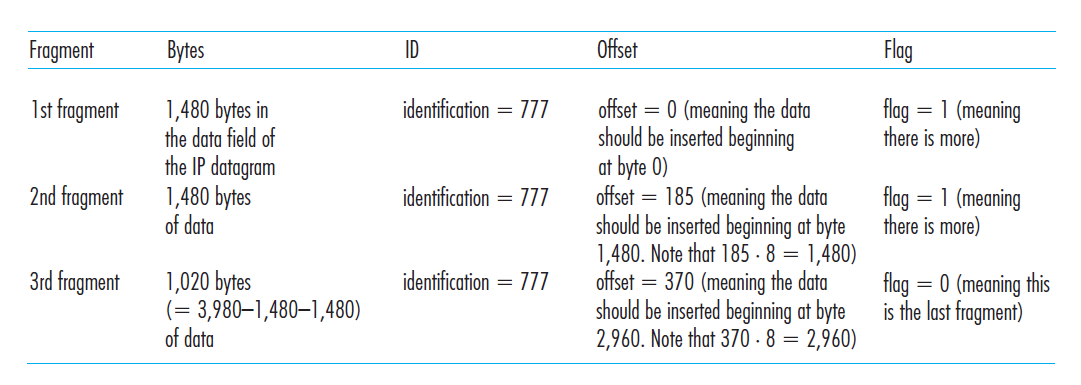 Fragment Bytes ID Offset Flag
1st fragment 1,480 bytes in identification = 777 offset = 0 (meaning the data flag = 1 (meaning
the data field of should be inserted beginning there is more)
the IP datagram at byte 0)
2nd fragment 1,480 bytes identification = 777 offset = 185 (meaning the data flag = 1 (meaning
of data should be inserted beginning at byte there is more)
1,480. Note that 185 · 8 = 1,480)
3rd fragment 1,020 bytes identification = 777 offset = 370 (meaning the data flag = 0 (meaning this
(= 3,980–1,480–1,480) should be inserted beginning at byte is the last fragment)
of data 2,960. Note that 370 · 8 = 2,960)